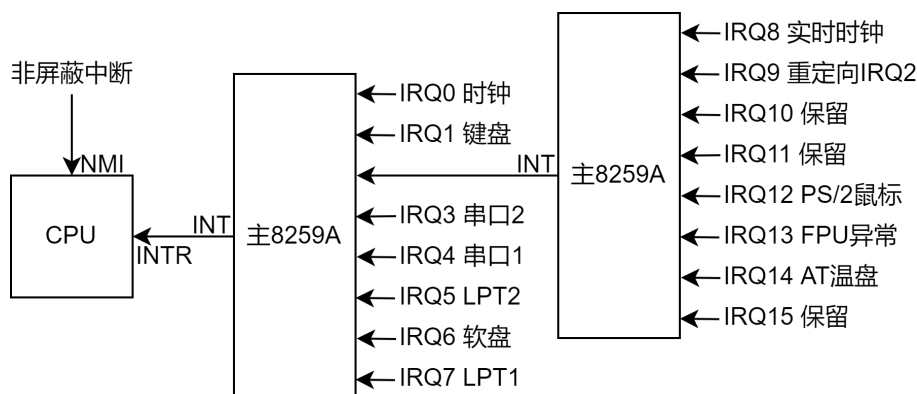 非屏蔽中断
NMI
CPU
INTR
INT
主8259A
IRQ0 时钟
IRQ1 键盘
IRQ3 串口2
IRQ4 串口1
IRQ5 LPT2
IRQ6 软盘
IRQ7 LPT1
INT
主8259A
IRQ8 实时时钟
IRQ9 重定向IRQ2
IRQ10 保留
IRQ11 保留
IRQ12 PS/2鼠标
IRQ13 FPU异常
IRQ14 AT温盘
IRQ15 保留